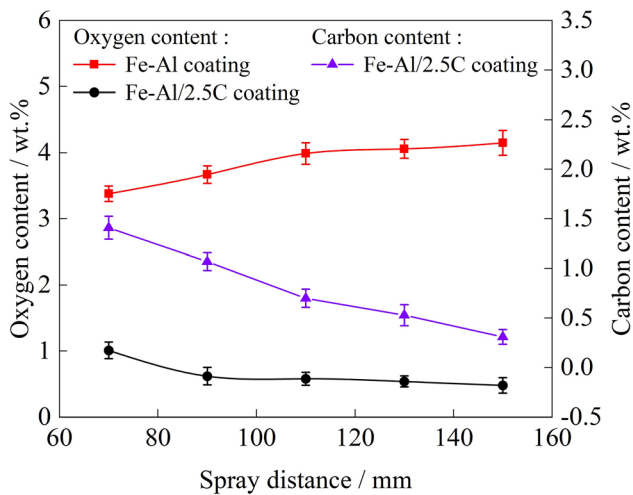 Oxygen content :
Fe-Al coating
Fe-Al/2.5C coating
Carbon content :
Fe-Al/2.5C coating
Oxygen content / wt.%
6
5
4
3
2
1
0
Carbon content / wt.%
3.5
3.0
2.5
2.0
1.5
1.0
0.5
0.0
-0.5
60
80
100
120
140
160
Spray distance / mm